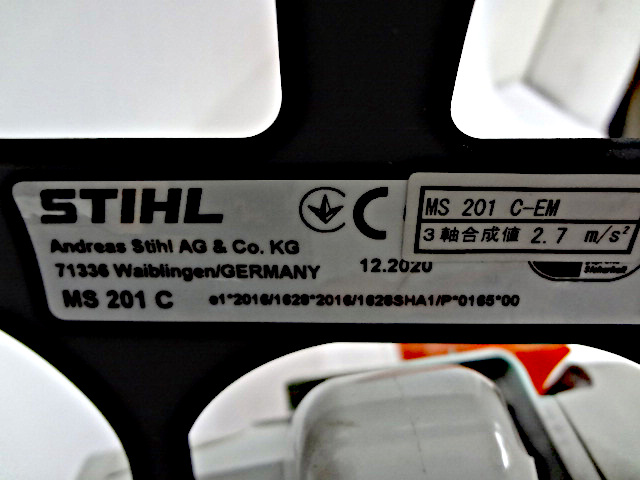 STIHL
Andreas Stihl AG & Co. KG
71336 Waiblingen/GERMANY
12.2020
MS 201 C
e1*2016/1628*2016/1628SHA1/P*0165*00
MS 201 C-EM
3軸合成値 2.7 m/s²